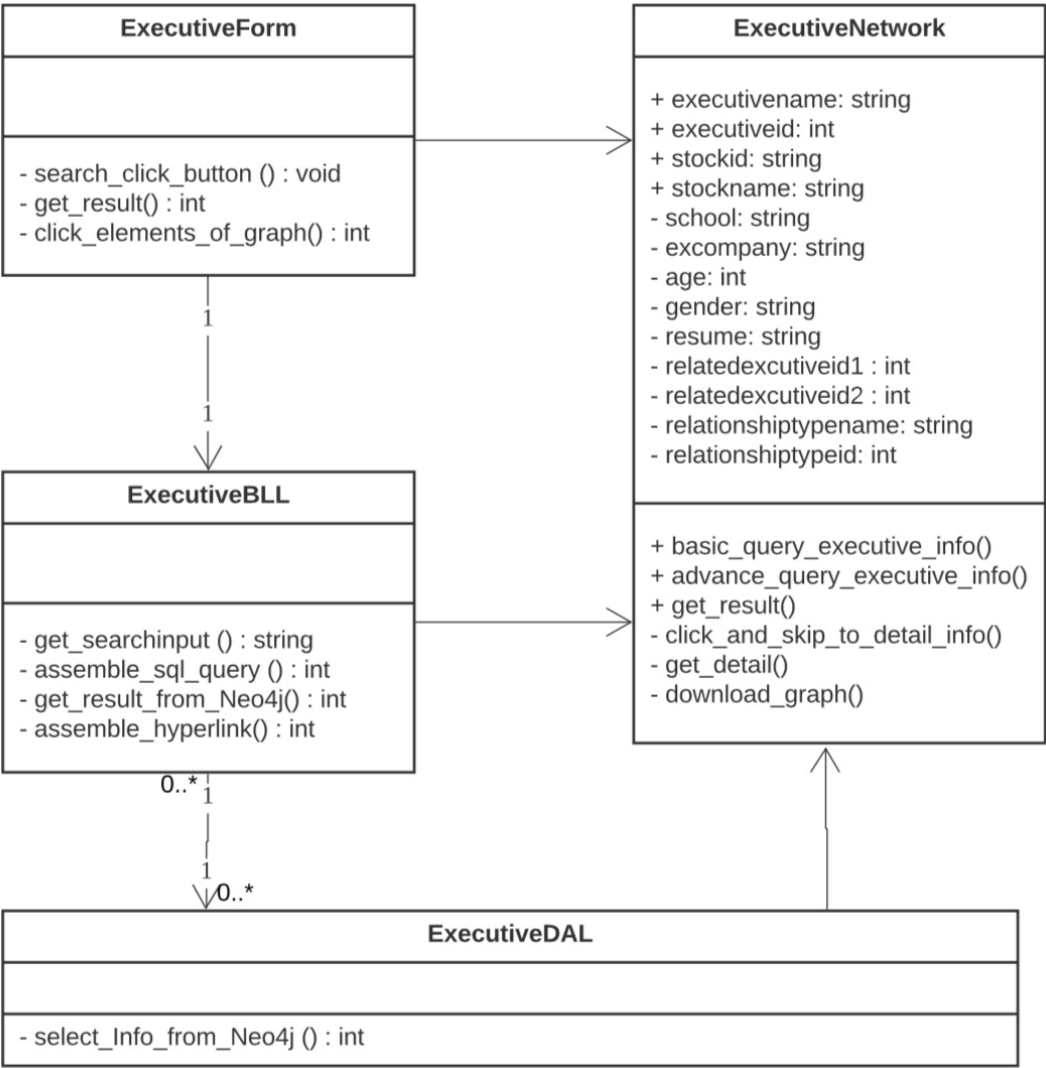 ExecutiveForm
- search_click_button () : void
- get_result() : int
- click_elements_of_graph() : int
1
1
ExecutiveNetwork
+ executivename: string
+ executiveid: int
+ stockid: string
+ stockname: string
- school: string
- excompany: string
- age: int
- gender: string
- resume: string
- relatedexcutiveid1 : int
- relatedexcutiveid2 : int
- relationshiptypename: string
- relationshiptypeid: int
+ basic_query_executive_info()
+ advance_query_executive_info()
+ get_result()
- click_and_skip_to_detail_info()
- get_detail()
- download_graph()
ExecutiveBLL
- get_searchinput () : string
- assemble_sql_query () : int
- get_result_from_Neo4j() : int
- assemble_hyperlink() : int
0..*
1
1
0..*
ExecutiveDAL
- select_Info_from_Neo4j () : int